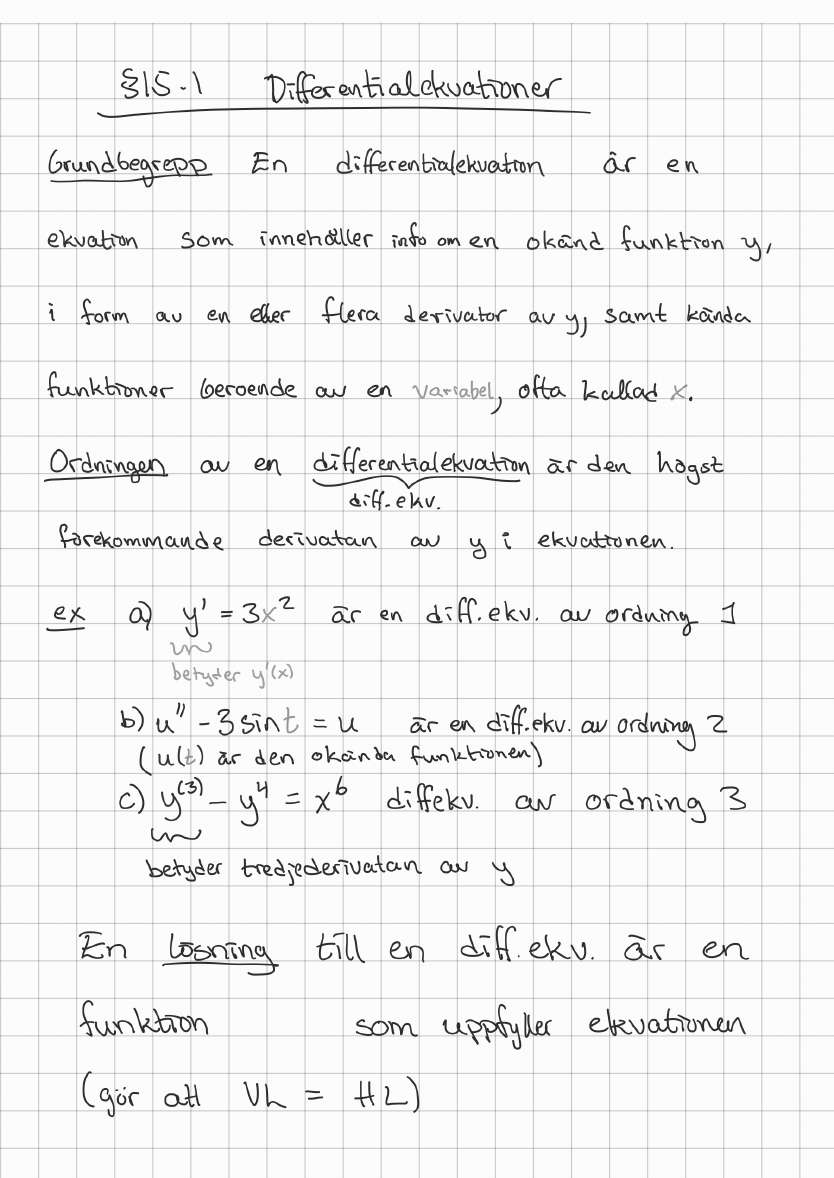 §15.1 Differentialekvationer
Grundbegrepp En differentialekvation är en
ekvation som innehåller info om en okänd funktion y,
i form av en eller flera derivator av y, samt kända
funktioner beroende av en variabel, ofta kallad x.
Ordningen av en differentialekvation är den högst
diff.ekv.
förekommande derivatan av y i ekvationen.
ex a) y' = 3x² är en diff.ekv. av ordning 1
betyder y'(x)
b) u'' - 3 sin t = u är en diff.ekv. av ordning 2
(u(t) är den okända funktionen)
c) y⁽³⁾ - y⁴ = x⁶ diffekv. av ordning 3
betyder tredjederivatan av y
En lösning till en diff.ekv. är en
funktion som uppfyller ekvationen
(gör att VL = HL)